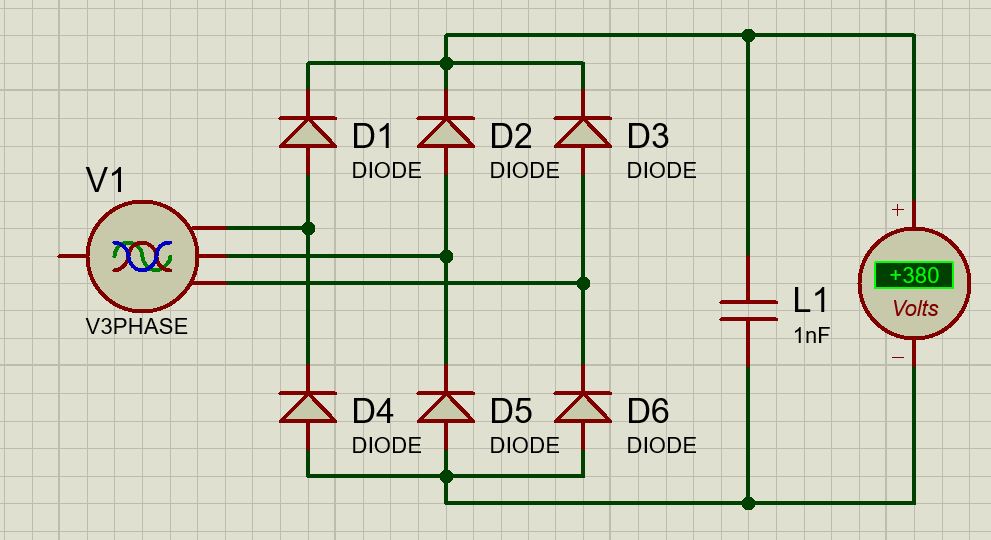 D1
DIODE
D2
DIODE
D3
DIODE
V1
V3PHASE
+
+380
Volts
−
L1
1nF
D4
DIODE
D5
DIODE
D6
DIODE